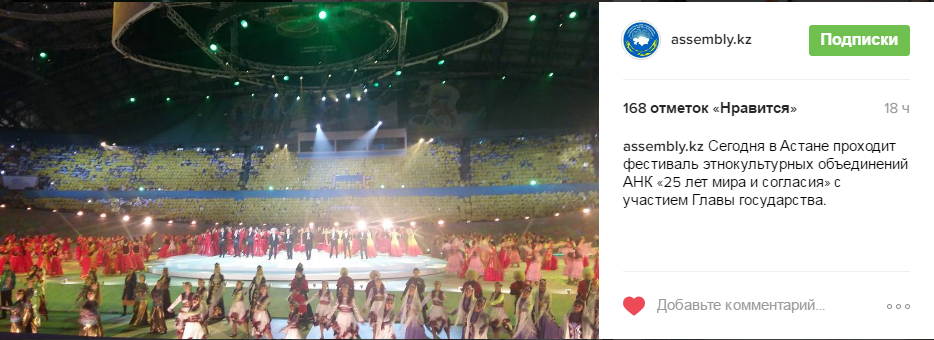 assembly.kz
Подписки
168 отметок «Нравится»
18 ч
assembly.kz Сегодня в Астане проходит
фестиваль этнокультурных объединений
АНК «25 лет мира и согласия» с
участием Главы государства.
Добавьте комментарий...